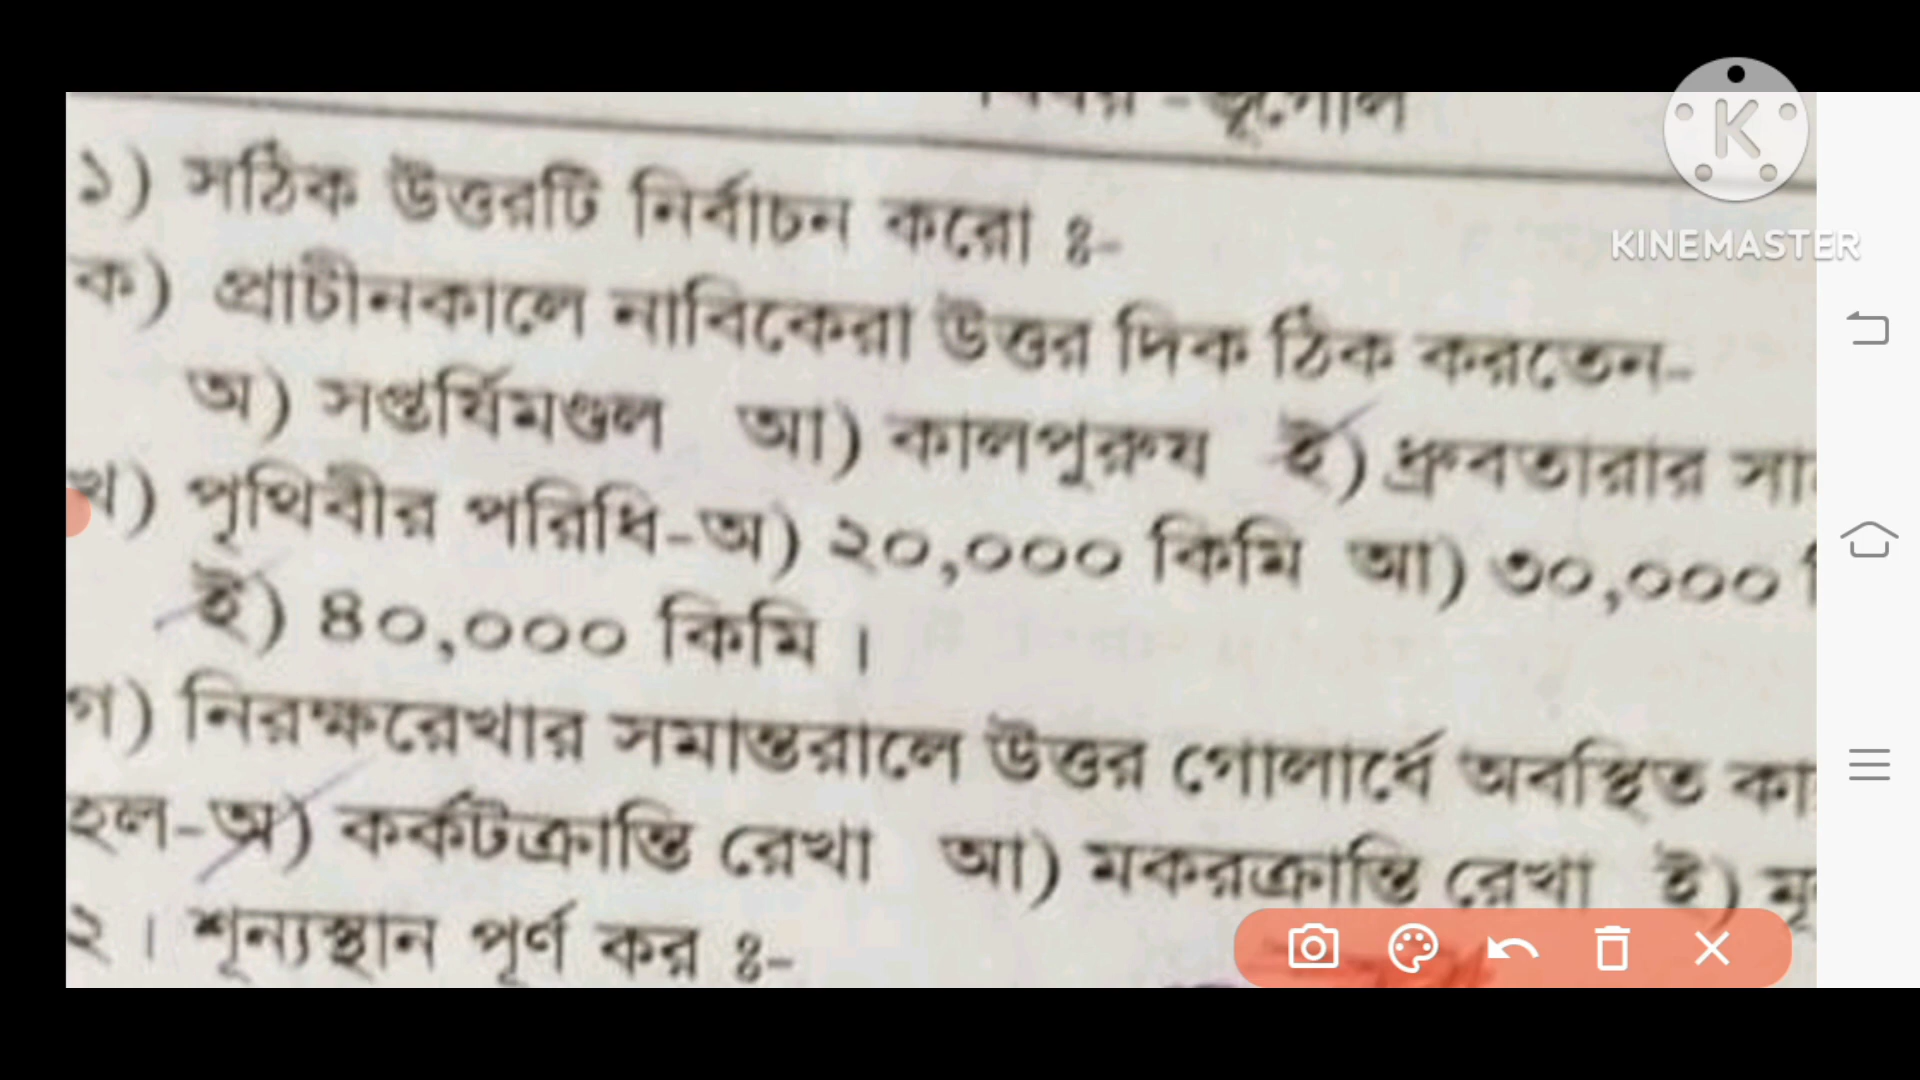 বিষয় -ভূগোল
KINEMASTER
১) সঠিক উত্তরটি নির্বাচন করো ঃ-
ক) প্রাচীনকালে নাবিকেরা উত্তর দিক ঠিক করতেন-
অ) সপ্তর্ষিমণ্ডল আ) কালপুরুষ ই) ধ্রুবতারার
খ) পৃথিবীর পরিধি-অ) ২০,০০০ কিমি আ) ৩০,০০০
ই) ৪০,০০০ কিমি ।
গ) নিরক্ষরেখার সমান্তরালে উত্তর গোলার্ধে অবস্থিত
হল-অ) কর্কটক্রান্তি রেখা আ) মকরক্রান্তি রেখা ই)
২ । শূন্যস্থান পূর্ণ কর ঃ-